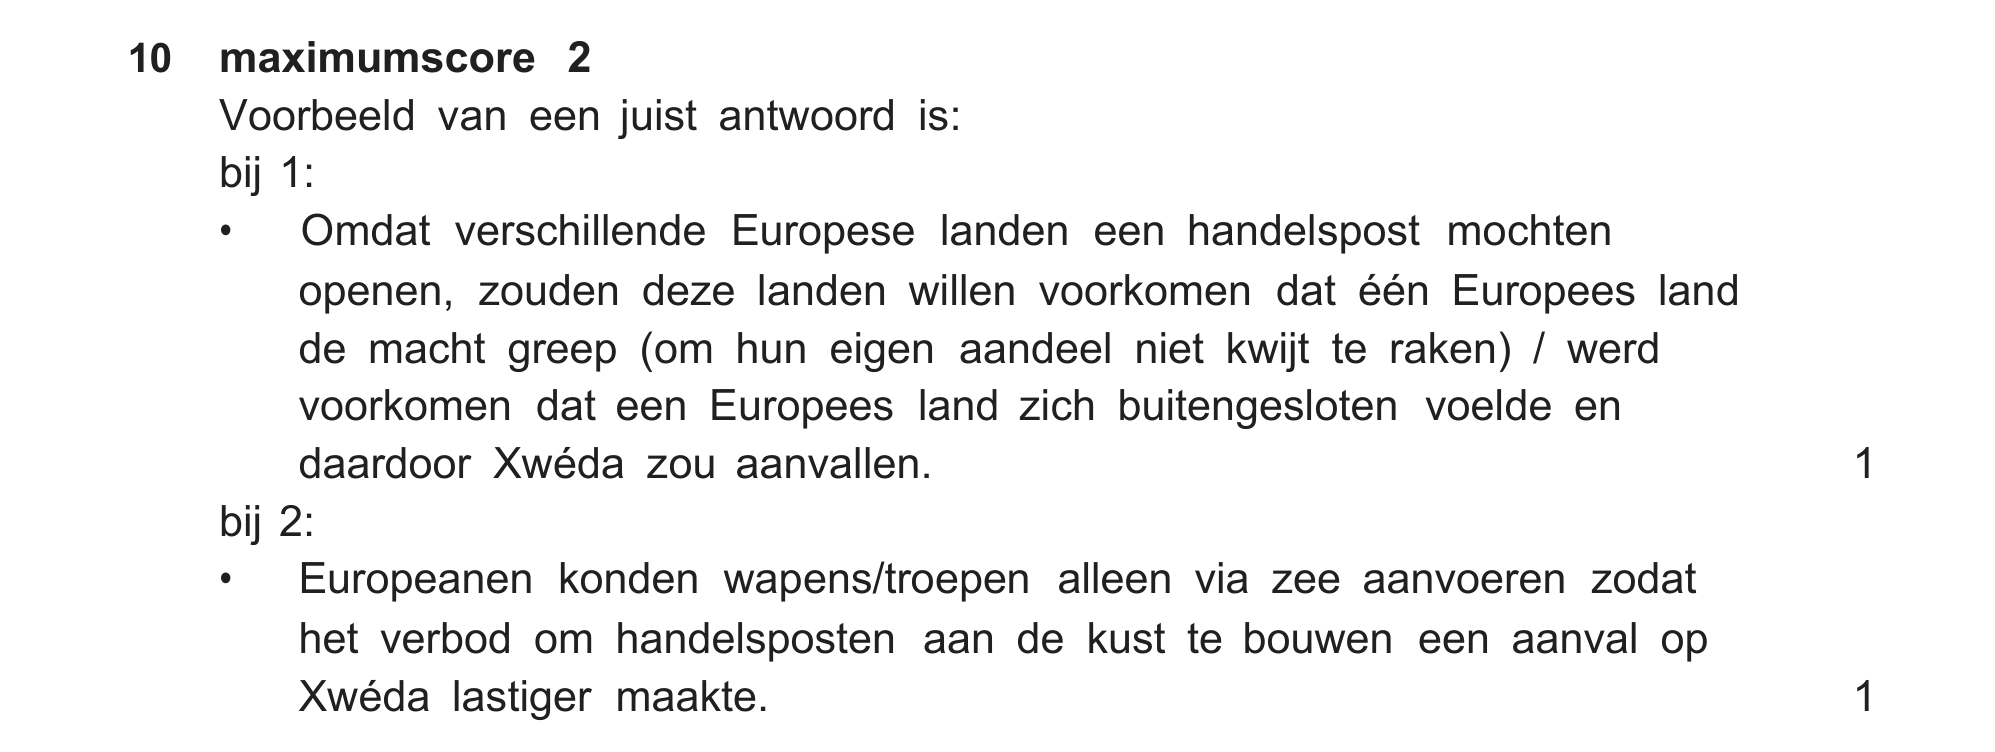 10 maximumscore 2
Voorbeeld van een juist antwoord is:
bij 1:
• Omdat verschillende Europese landen een handelspost mochten
openen, zouden deze landen willen voorkomen dat één Europees land
de macht greep (om hun eigen aandeel niet kwijt te raken) / werd
voorkomen dat een Europees land zich buitengesloten voelde en
daardoor Xwéda zou aanvallen. 1
bij 2:
• Europeanen konden wapens/troepen alleen via zee aanvoeren zodat
het verbod om handelsposten aan de kust te bouwen een aanval op
Xwéda lastiger maakte. 1